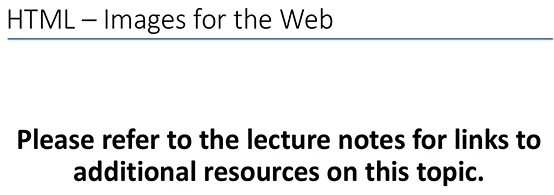 HTML – Images for the Web
Please refer to the lecture notes for links to
additional resources on this topic.